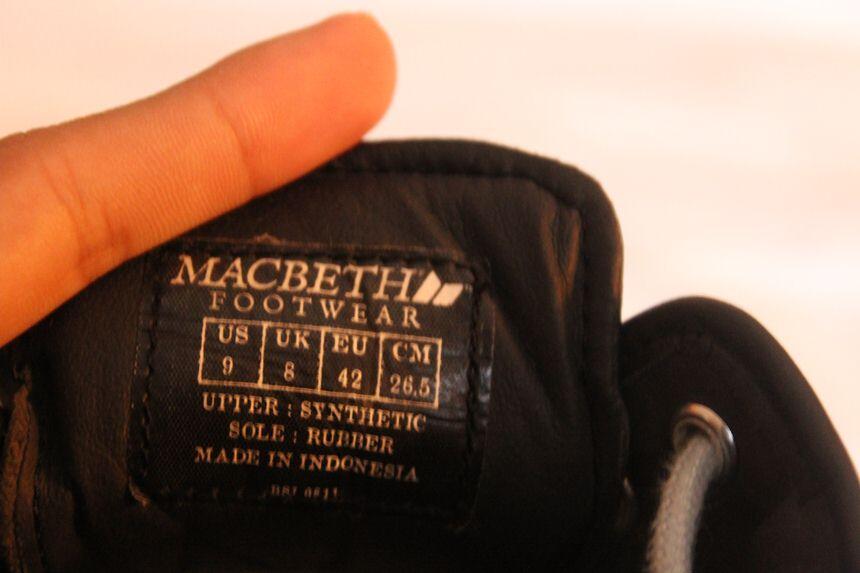 MACBETH
FOOTWEAR
US UK EU CM
9 8 42 26.5
UPPER : SYNTHETIC
SOLE : RUBBER
MADE IN INDONESIA